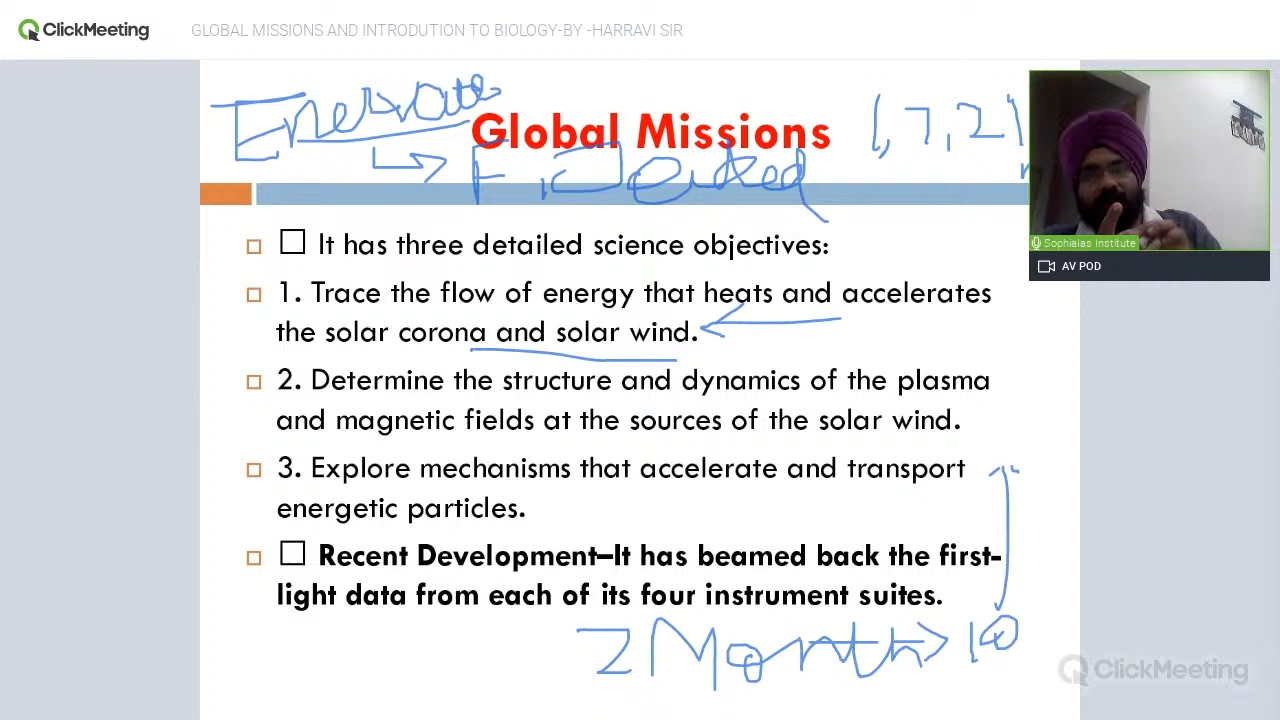 ClickMeeting
GLOBAL MISSIONS AND INTRODUTION TO BIOLOGY-BY -HARRAVI SIR
Global Missions
1, 7, 21
Sophialas Institute
AV POD
It has three detailed science objectives:
1. Trace the flow of energy that heats and accelerates
the solar corona and solar wind.
2. Determine the structure and dynamics of the plasma
and magnetic fields at the sources of the solar wind.
3. Explore mechanisms that accelerate and transport
energetic particles.
Recent Development–It has beamed back the first-
light data from each of its four instrument suites.
2 Month 10
ClickMeeting